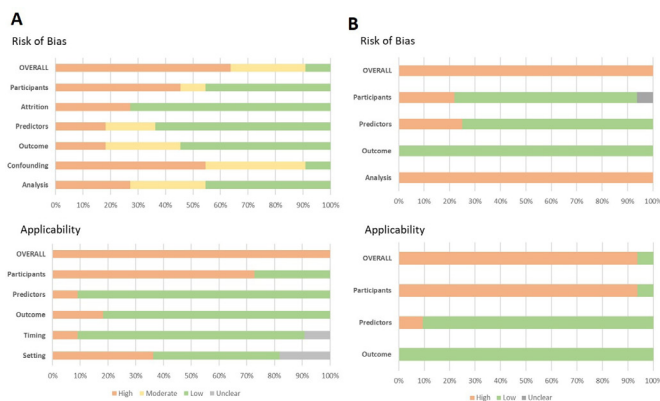 A
Risk of Bias
OVERALL
Participants
Attrition
Predictors
Outcome
Confounding
Analysis
0% 10% 20% 30% 40% 50% 60% 70% 80% 90% 100%
Applicability
OVERALL
Participants
Predictors
Outcome
Timing
Setting
0% 10% 20% 30% 40% 50% 60% 70% 80% 90% 100%
High Moderate Low Unclear
B
Risk of Bias
OVERALL
Participants
Predictors
Outcome
Analysis
0% 10% 20% 30% 40% 50% 60% 70% 80% 90% 100%
Applicability
OVERALL
Participants
Predictors
Outcome
0% 10% 20% 30% 40% 50% 60% 70% 80% 90% 100%
High Low Unclear